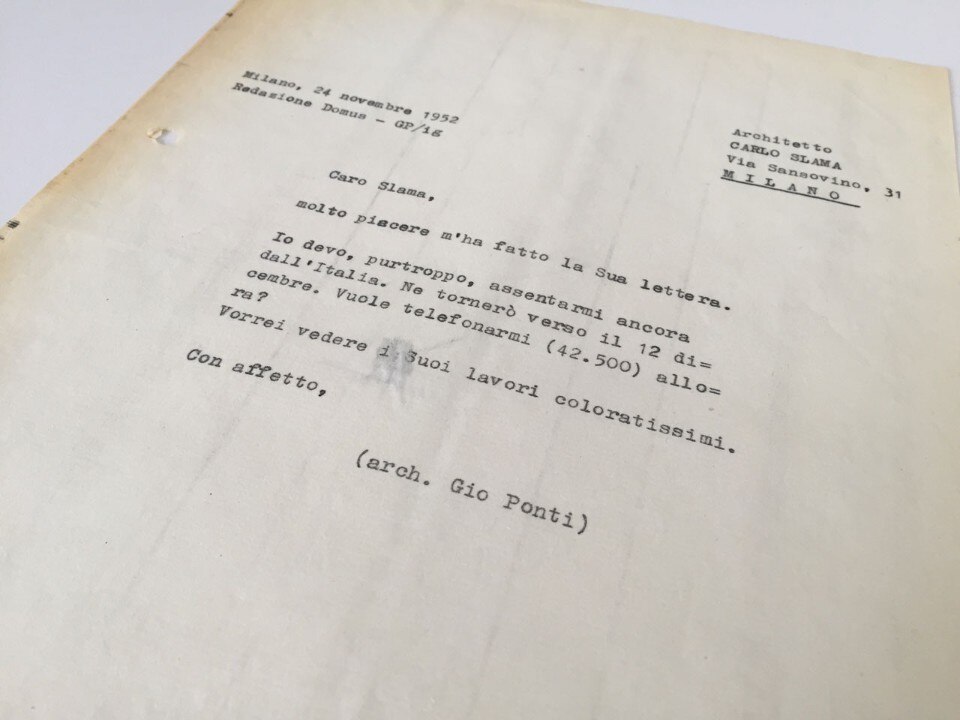 Milano, 24 novembre 1952
Redazione Domus - GP/ig
Architetto
CARLO SLAMA
Via Sansovino, 31
MILANO
Caro Slama,
molto piacere m'ha fatto la Sua lettera.
Io devo, purtroppo, assentarmi ancora
dall'Italia. Ne tornerò verso il 12 di=
cembre. Vuole telefonarmi (42.500) allo=
ra?
Vorrei vedere i Suoi lavori coloratissimi.
Con affetto,
(arch. Gio Ponti)